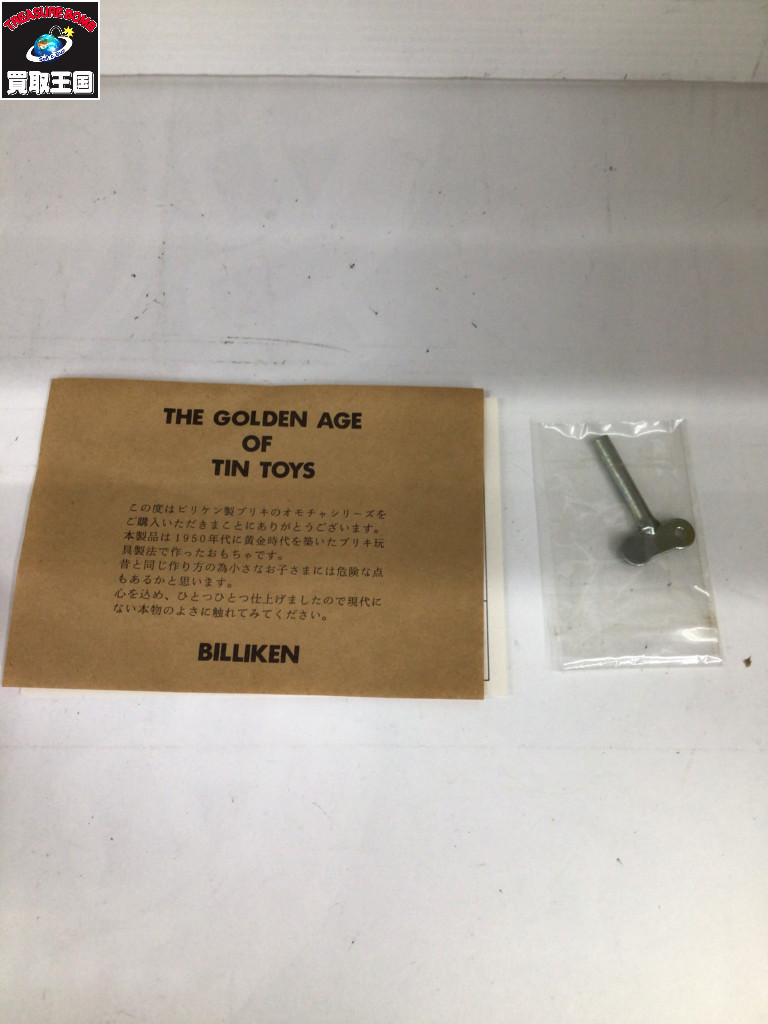 TREASURE BOMB
買取王国
THE GOLDEN AGE
OF
TIN TOYS
この度はビリケン製ブリキのオモチャシリーズを
ご購入いただきまことにありがとうございます。
本製品は1950年代に黄金時代を築いたブリキ玩
具製法で作ったおもちゃです。
昔と同じ作り方の為小さなお子さまには危険な点
もあるかと思います。
心を込め、ひとつひとつ仕上げましたので現代に
ない本物のよさに触れてみてください。
BILLIKEN